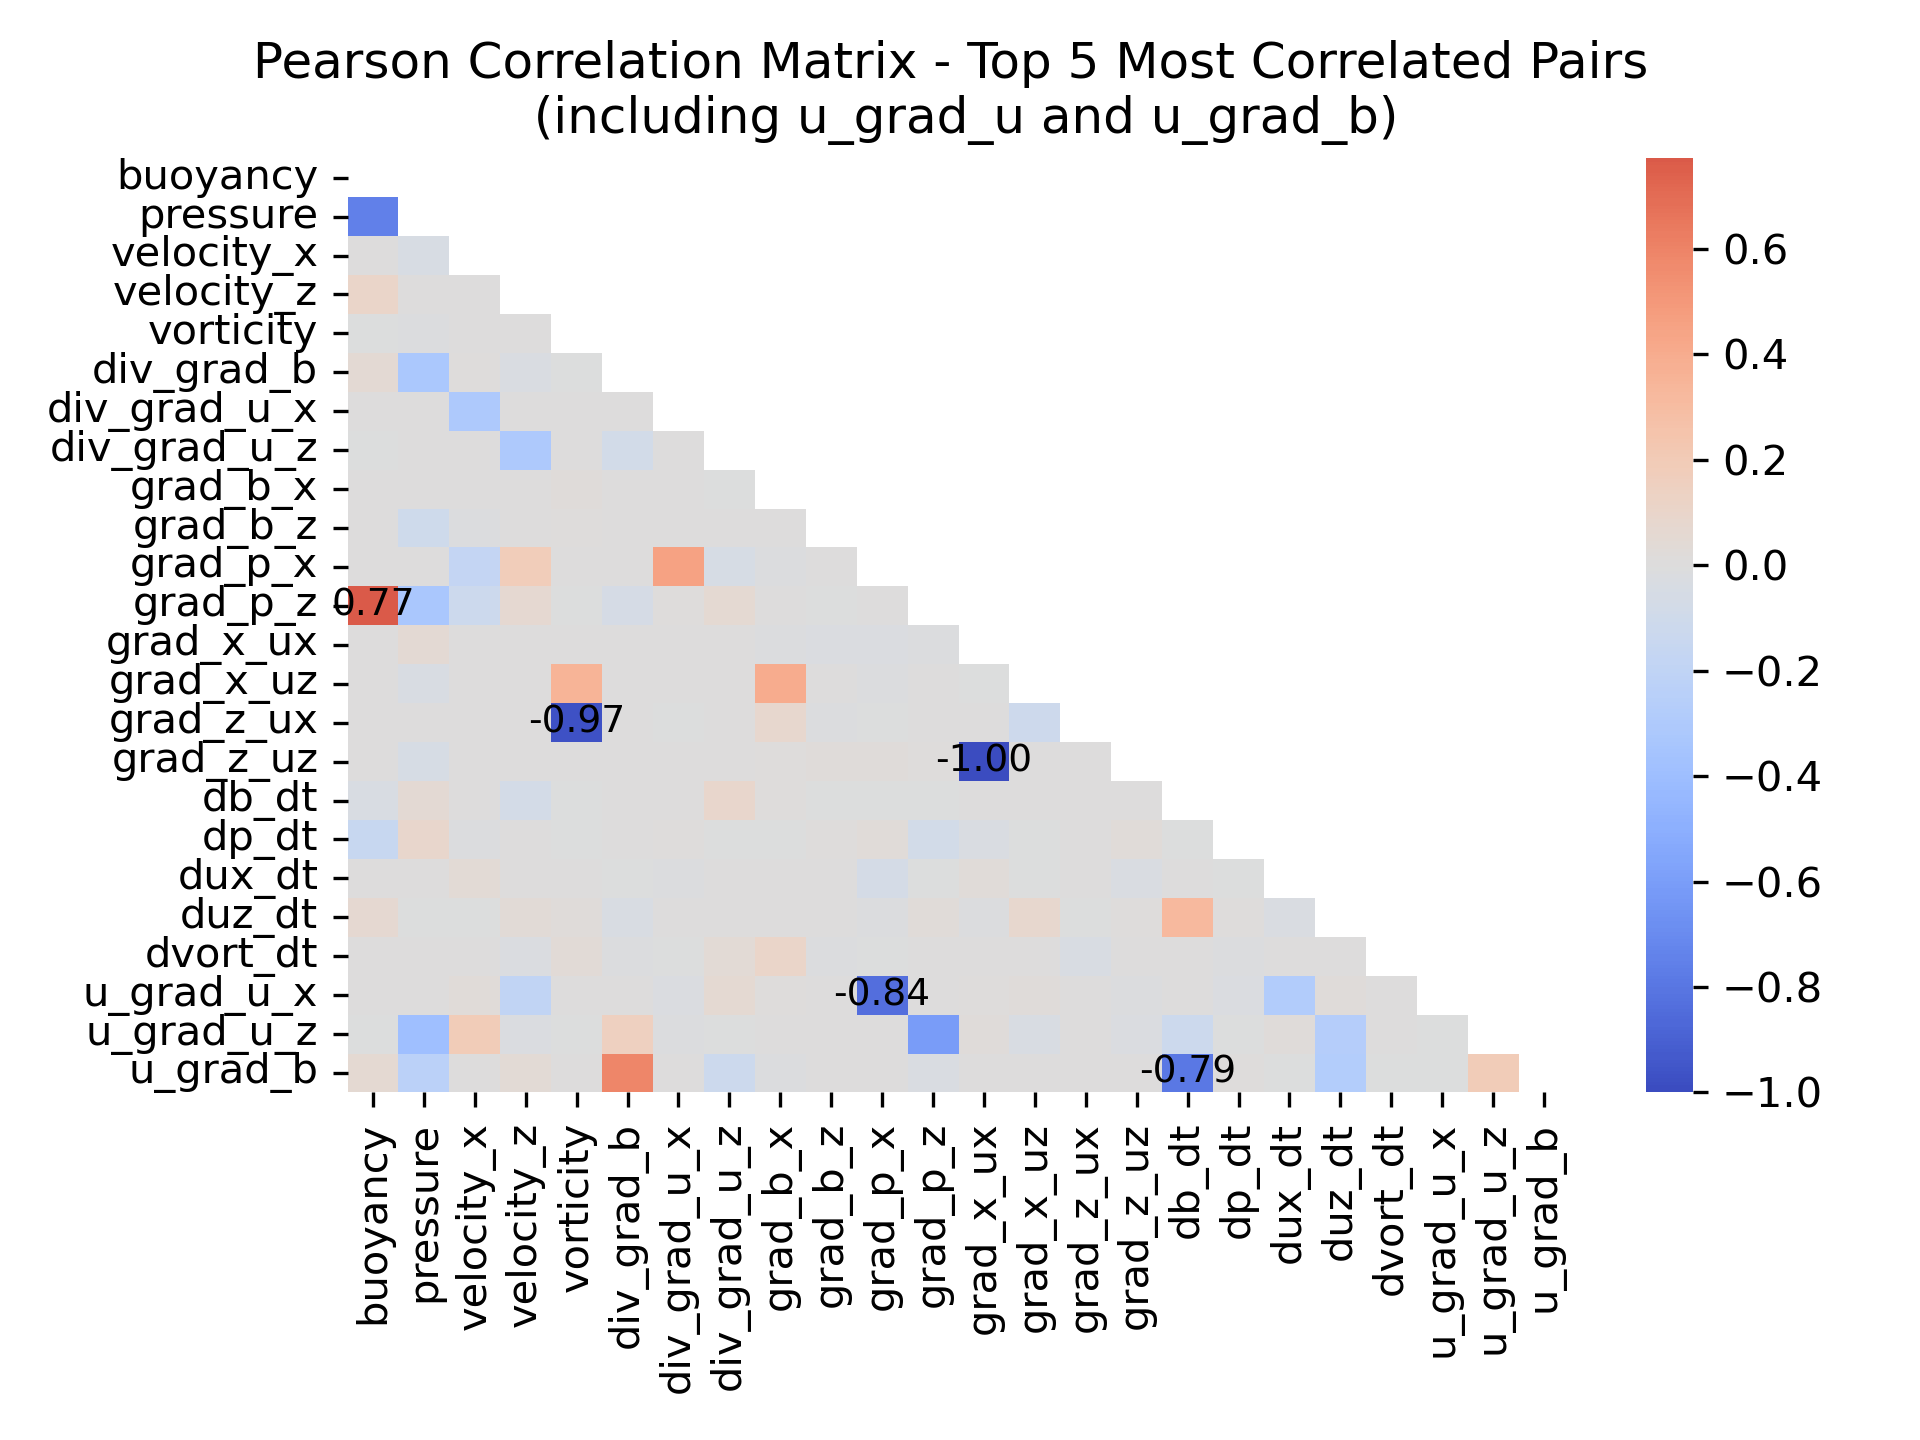 Pearson Correlation Matrix - Top 5 Most Correlated Pairs
(including u_grad_u and u_grad_b)
buoyancy
pressure
velocity_x
velocity_z
vorticity
div_grad_b
div_grad_u_x
div_grad_u_z
grad_b_x
grad_b_z
grad_p_x
grad_p_z
grad_x_ux
grad_x_uz
grad_z_ux
grad_z_uz
db_dt
dp_dt
dux_dt
duz_dt
dvort_dt
u_grad_u_x
u_grad_u_z
u_grad_b
0.77
-0.97
-1.00
-0.84
-0.79
buoyancy
pressure
velocity_x
velocity_z
vorticity
div_grad_b
div_grad_u_x
div_grad_u_z
grad_b_x
grad_b_z
grad_p_x
grad_p_z
grad_x_ux
grad_x_uz
grad_z_ux
grad_z_uz
db_dt
dp_dt
dux_dt
duz_dt
dvort_dt
u_grad_u_x
u_grad_u_z
u_grad_b
0.6
0.4
0.2
0.0
−0.2
−0.4
−0.6
−0.8
−1.0